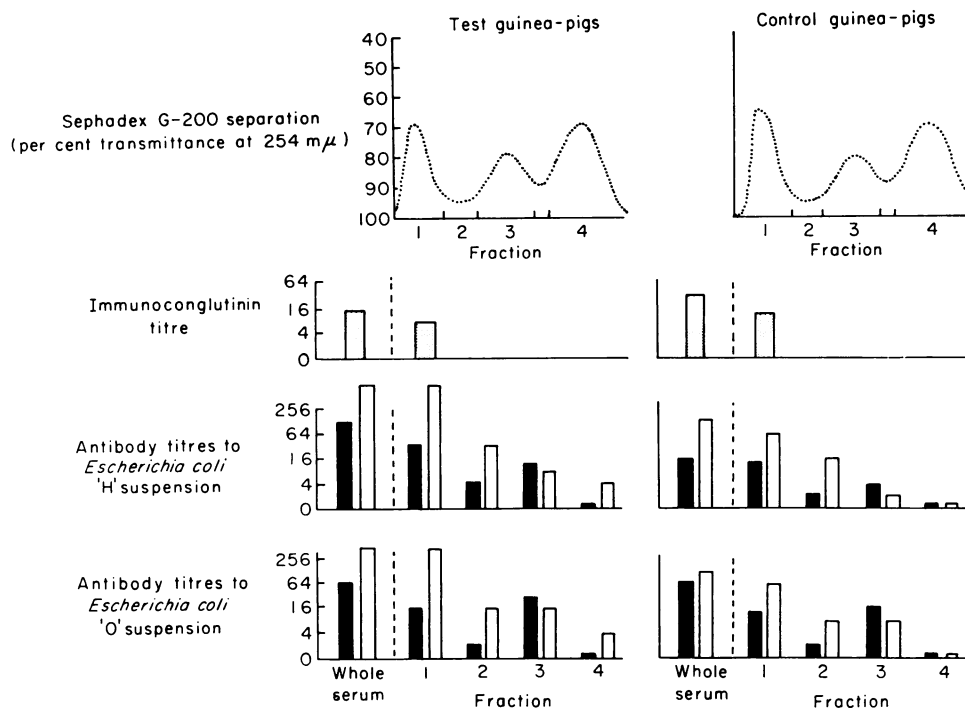 Test guinea-pigs
Control guinea-pigs
Sephadex G-200 separation
(per cent transmittance at 254 mμ)
40
50
60
70
80
90
100
1 2 3 4
Fraction
1 2 3 4
Fraction
Immunoconglutinin
titre
64
16
4
0
Antibody titres to
Escherichia coli
'H' suspension
256
64
16
4
0
Antibody titres to
Escherichia coli
'O' suspension
256
64
16
4
0
Whole
serum
1 2 3 4
Fraction
Whole
serum
1 2 3 4
Fraction